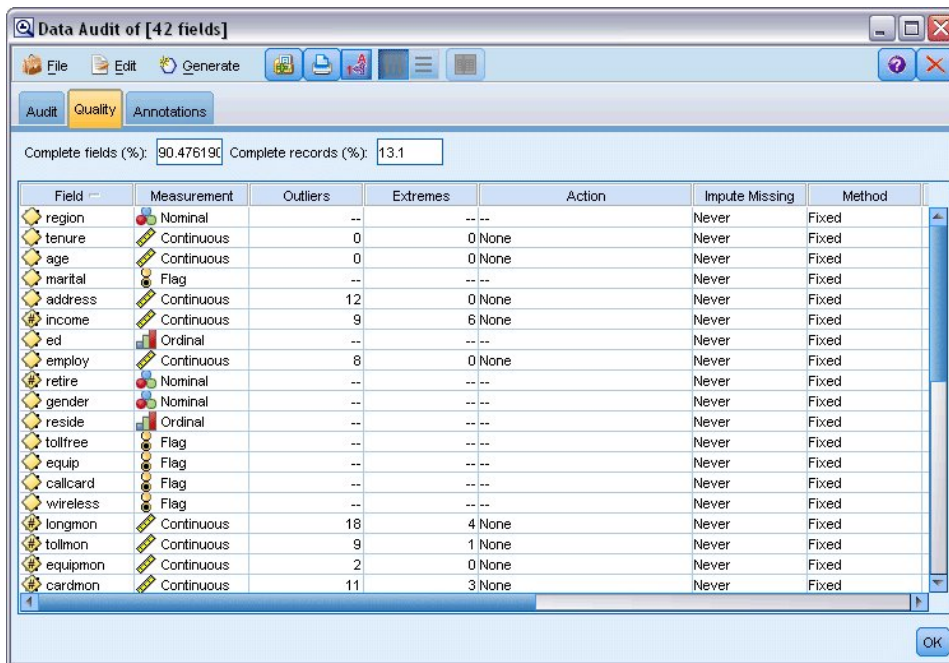 Data Audit of [42 fields]
File Edit Generate
Audit Quality Annotations
Complete fields (%): 90.476190 Complete records (%): 13.1
Field Measurement Outliers Extremes Action Impute Missing Method
region Nominal -- -- -- Never Fixed
tenure Continuous 0 0 None Never Fixed
age Continuous 0 0 None Never Fixed
marital Flag -- -- -- Never Fixed
address Continuous 12 0 None Never Fixed
income Continuous 9 6 None Never Fixed
ed Ordinal -- -- -- Never Fixed
employ Continuous 8 0 None Never Fixed
retire Nominal -- -- -- Never Fixed
gender Nominal -- -- -- Never Fixed
reside Ordinal -- -- -- Never Fixed
tollfree Flag -- -- -- Never Fixed
equip Flag -- -- -- Never Fixed
callcard Flag -- -- -- Never Fixed
wireless Flag -- -- -- Never Fixed
longmon Continuous 18 4 None Never Fixed
tollmon Continuous 9 1 None Never Fixed
equipmon Continuous 2 0 None Never Fixed
cardmon Continuous 11 3 None Never Fixed
OK